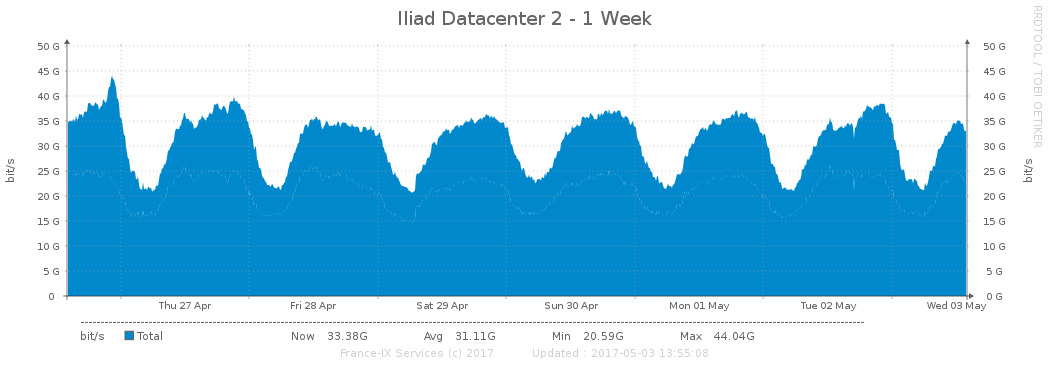 Iliad Datacenter 2 - 1 Week
RRDTOOL / TOBI OETIKER
50 G 50 G
45 G 45 G
40 G 40 G
35 G 35 G
30 G 30 G
25 G 25 G
20 G 20 G
15 G 15 G
10 G 10 G
5 G 5 G
0 0 G
bit/s
bit/s
Thu 27 Apr Fri 28 Apr Sat 29 Apr Sun 30 Apr Mon 01 May Tue 02 May Wed 03 May
bit/s Total Now 33.38G Avg 31.11G Min 20.59G Max 44.04G
France-IX Services (c) 2017 Updated : 2017-05-03 13:55:08